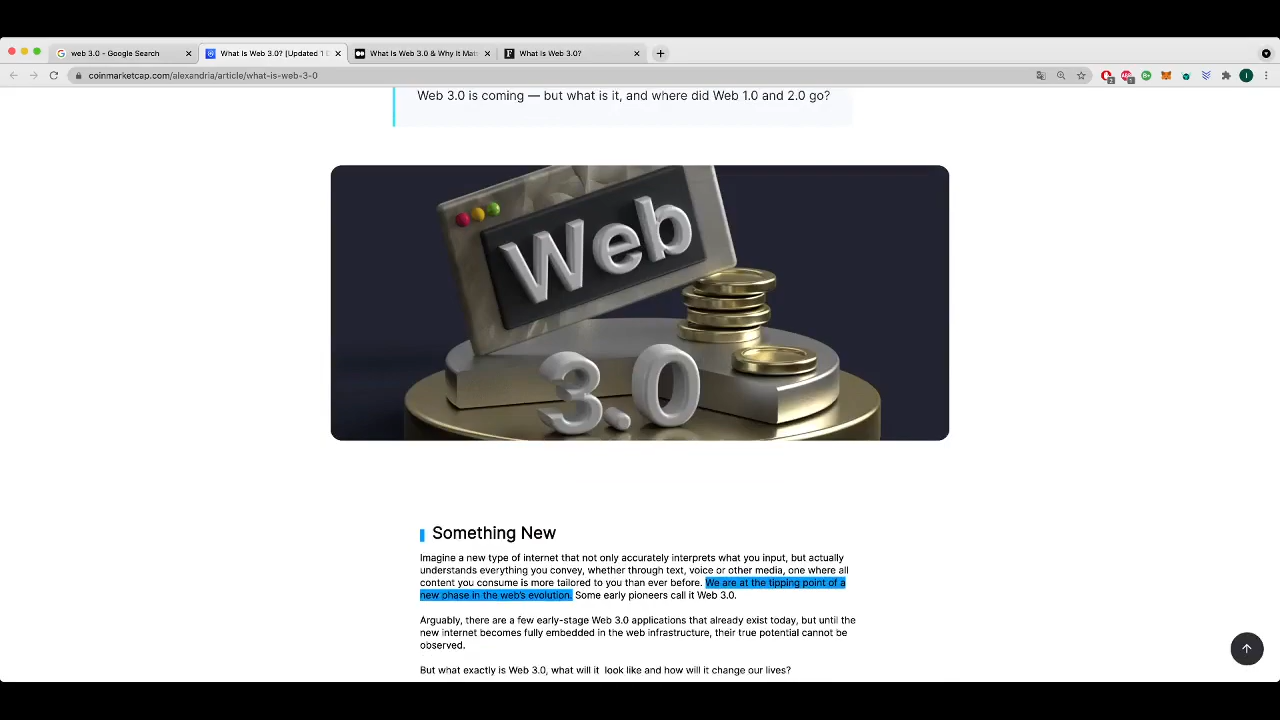 web 3.0 - Google Search
What Is Web 3.0? [Updated
What Is Web 3.0 & Why It Mat
What Is Web 3.0?
coinmarketcap.com/alexandria/article/what-is-web-3-0
Web 3.0 is coming — but what is it, and where did Web 1.0 and 2.0 go?
Web
3.0
Something New
Imagine a new type of internet that not only accurately interprets what you input, but actually
understands everything you convey, whether through text, voice or other media, one where all
content you consume is more tailored to you than ever before. We are at the tipping point of a
new phase in the web's evolution. Some early pioneers call it Web 3.0.
Arguably, there are a few early-stage Web 3.0 applications that already exist today, but until the
new internet becomes fully embedded in the web infrastructure, their true potential cannot be
observed.
But what exactly is Web 3.0, what will it look like and how will it change our lives?